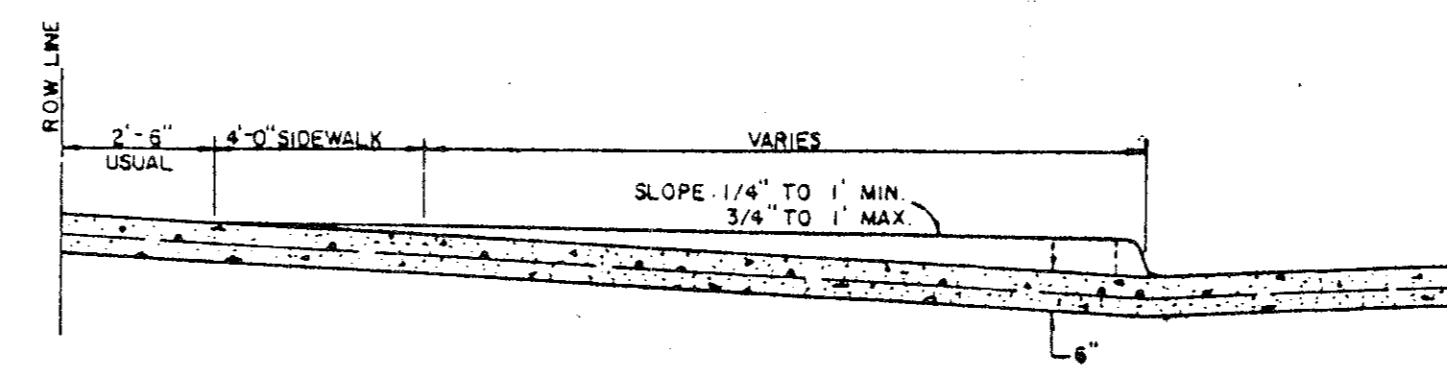 ROW LINE
2'-6"
USUAL
4'-0" SIDEWALK
VARIES
SLOPE 1/4" TO 1' MIN.
3/4" TO 1' MAX.
6"